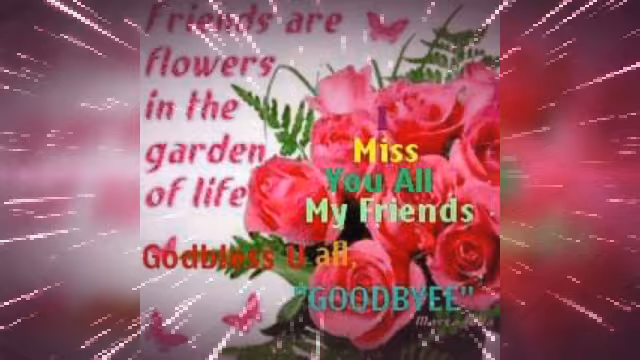 Friends are
flowers
in the
garden
of life
I
Miss
You All
My Friends
Godbless U all.
"GOODBYEE"